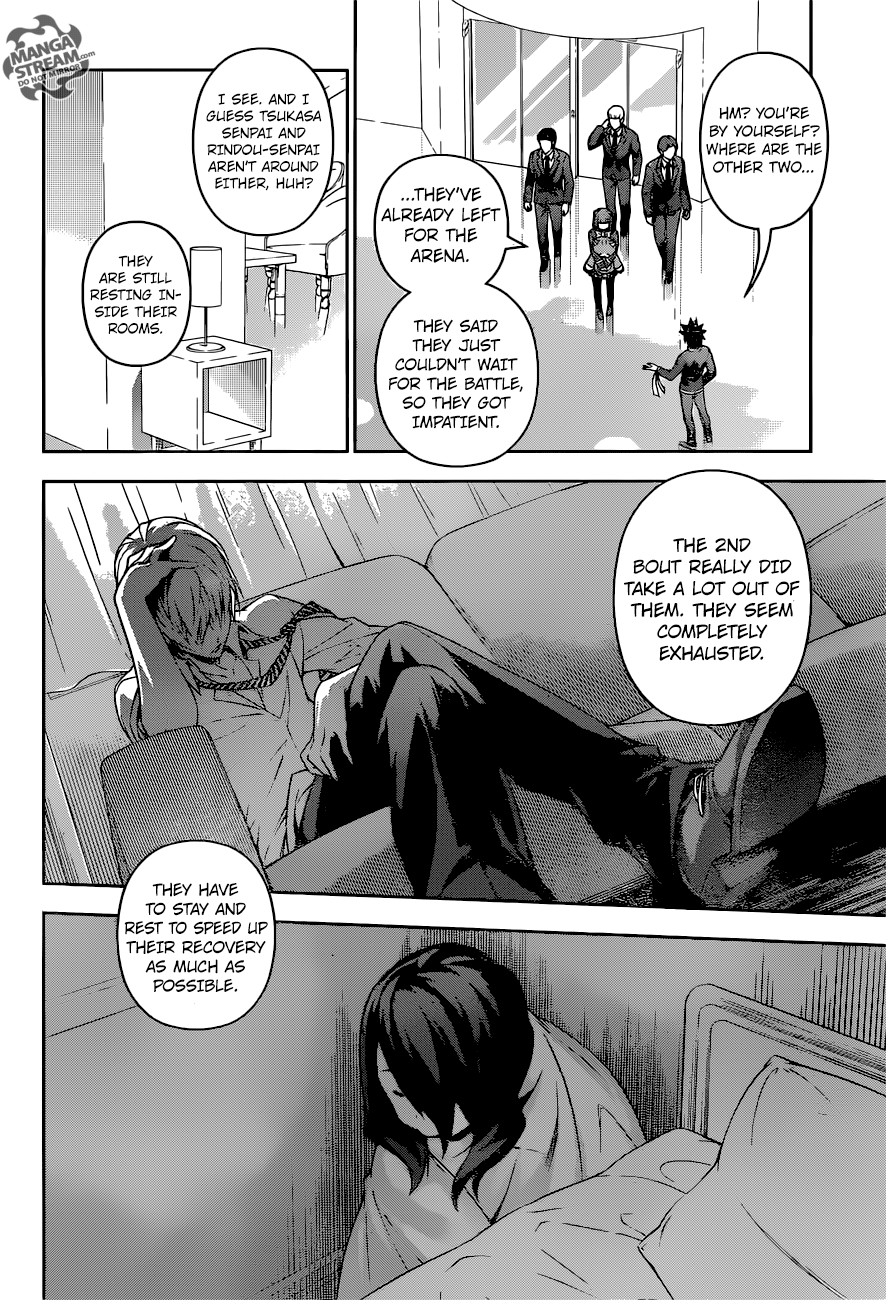 MANGA
STREAM.com
DO NOT MIRROR
HM? YOU'RE
BY YOURSELF?
WHERE ARE THE
OTHER TWO...
...THEY'VE
ALREADY LEFT
FOR THE
ARENA.
THEY SAID
THEY JUST
COULDN'T WAIT
FOR THE BATTLE,
SO THEY GOT
IMPATIENT.
I SEE. AND I
GUESS TSUKASA
SENPAI AND
RINDOU-SENPAI
AREN'T AROUND
EITHER, HUH?
THEY
ARE STILL
RESTING IN-
SIDE THEIR
ROOMS.
THE 2ND
BOUT REALLY DID
TAKE A LOT OUT OF
THEM. THEY SEEM
COMPLETELY
EXHAUSTED.
THEY HAVE
TO STAY AND
REST TO SPEED UP
THEIR RECOVERY
AS MUCH AS
POSSIBLE.